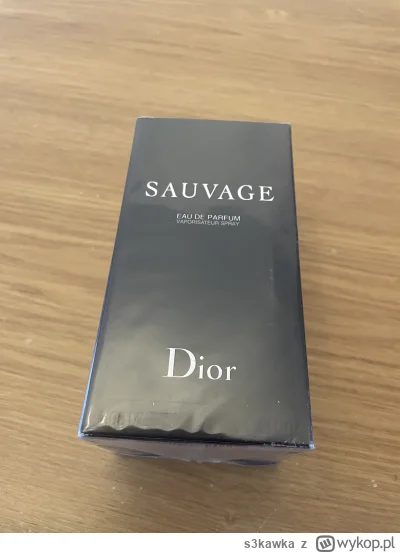 SAUVAGE
EAU DE PARFUM
VAPORISATEUR SPRAY
Dior
s3kawka z wykop.pl